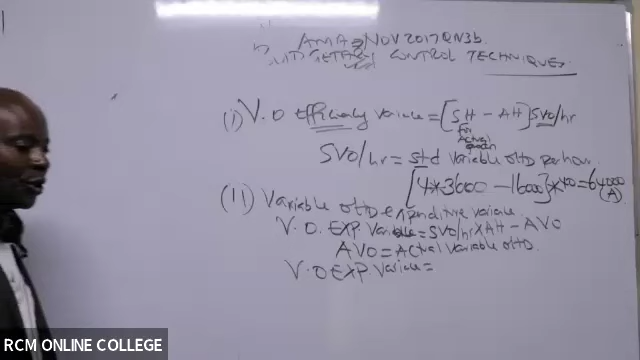 AMA NOV 2017 QN3b
CONTROL TECHNIQUES
(i) V.O Efficiency Variance = [SH - AH] SVO/hr
for
Actual
SVO/hr = std Variable O/HD per hour
[4*3600 - 16000]*40 = 64000
(A)
(II) Variable O/HD expenditure variance
V.O. EXP. Variance = SVO/hr X AH - AVO
AVO = Actual Variable O/HD
V.O EXP. Variance =
RCM ONLINE COLLEGE